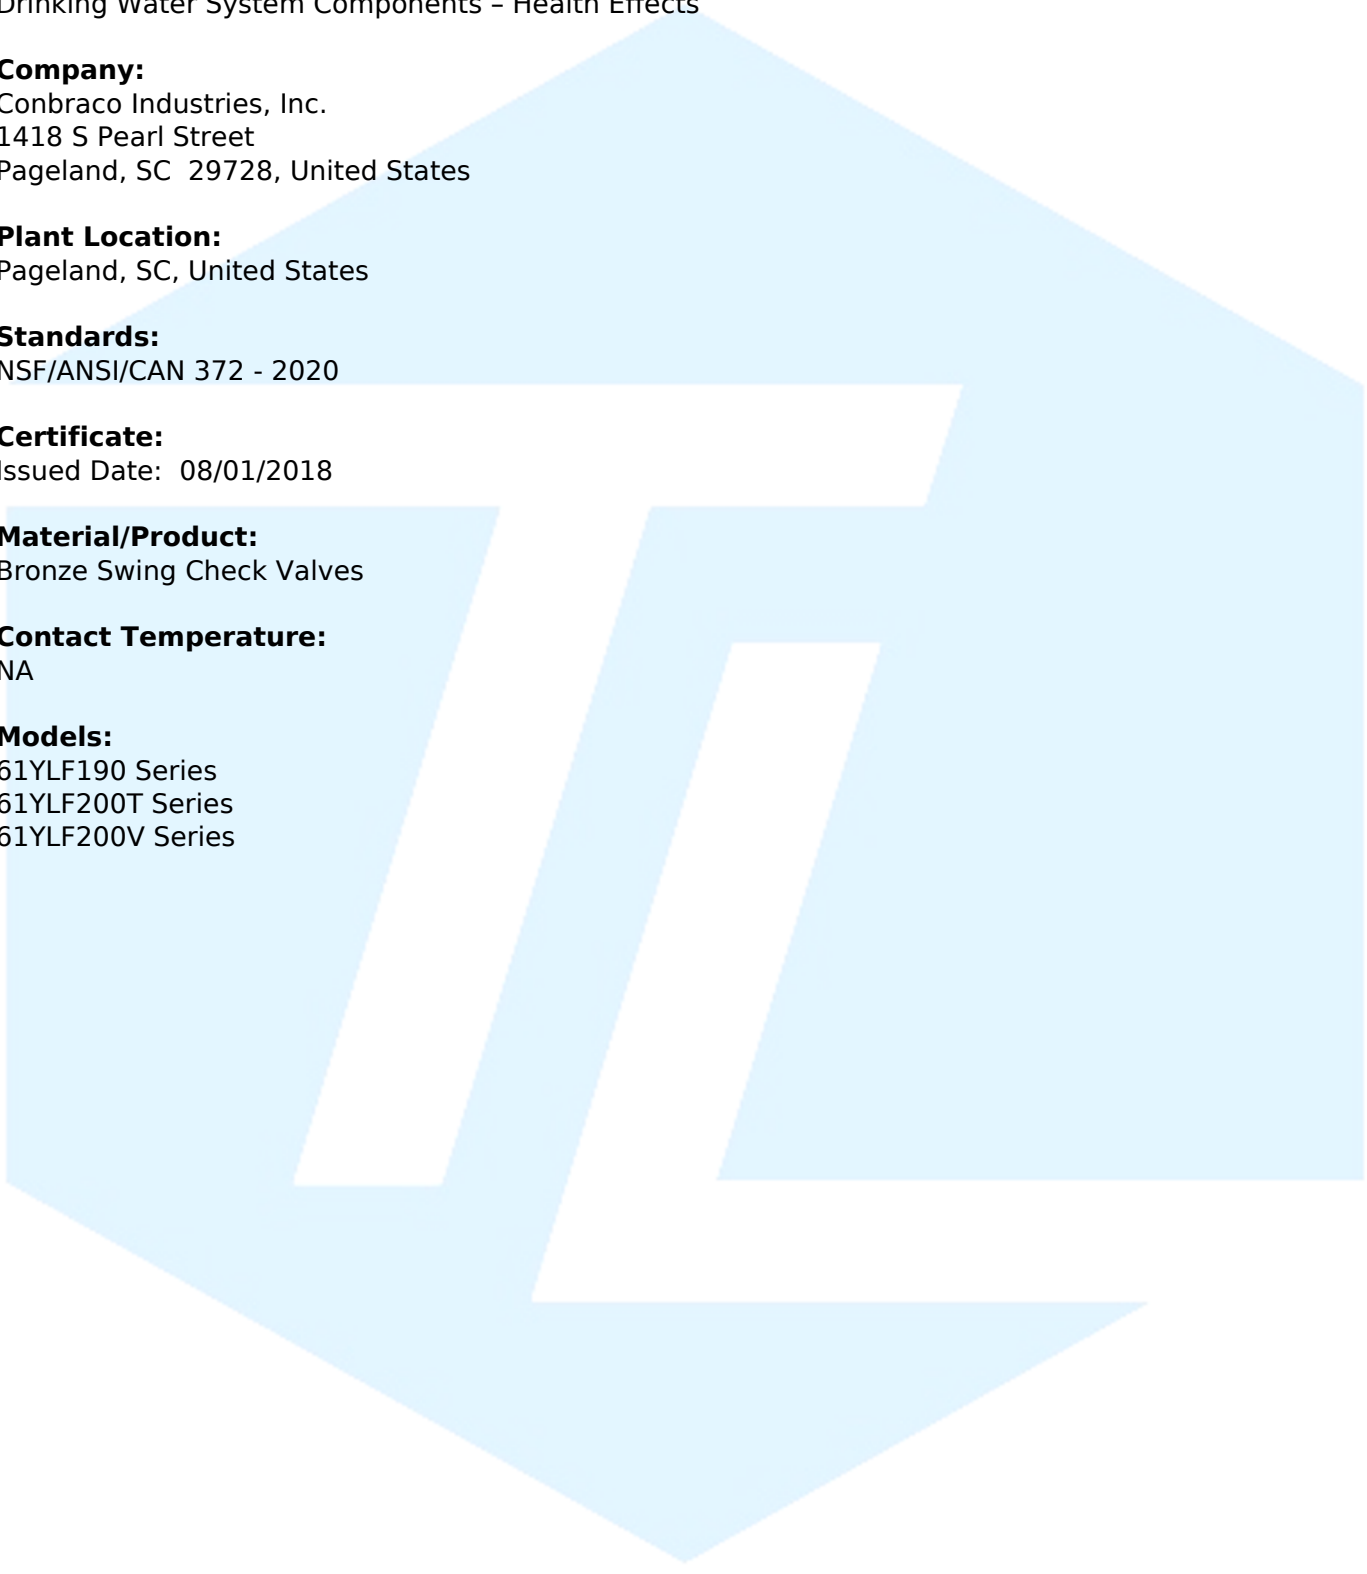 Drinking Water System Components – Health Effects
Company:
Conbraco Industries, Inc.
1418 S Pearl Street
Pageland, SC  29728, United States
Plant Location:
Pageland, SC, United States
Standards:
NSF/ANSI/CAN 372 - 2020
Certificate:
Issued Date:  08/01/2018
Material/Product:
Bronze Swing Check Valves
Contact Temperature:
NA
Models:
61YLF190 Series
61YLF200T Series
61YLF200V Series
TL